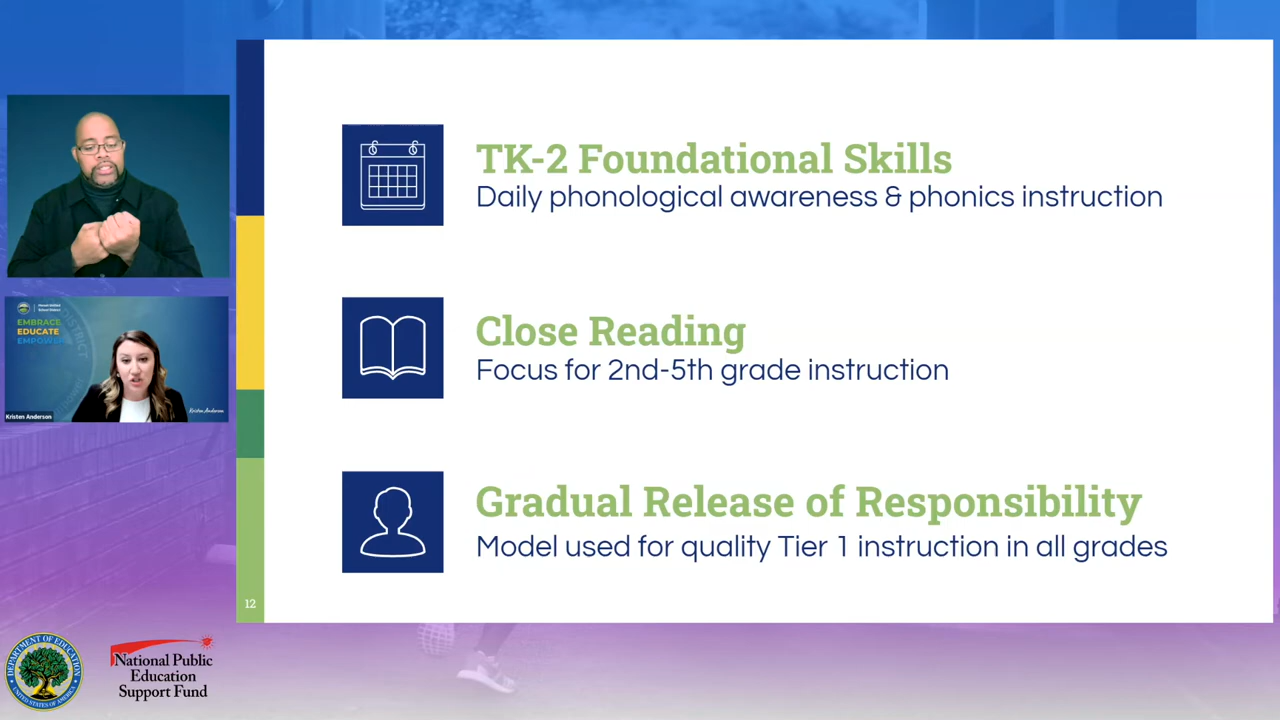 TK-2 Foundational Skills
Daily phonological awareness & phonics instruction
Close Reading
Focus for 2nd-5th grade instruction
Gradual Release of Responsibility
Model used for quality Tier 1 instruction in all grades
12
EMBRACE
EDUCATE
EMPOWER
Kristen Anderson
Kristen Anderson
DEPARTMENT OF EDUCATION
UNITED STATES OF AMERICA
National Public
Education
Support Fund